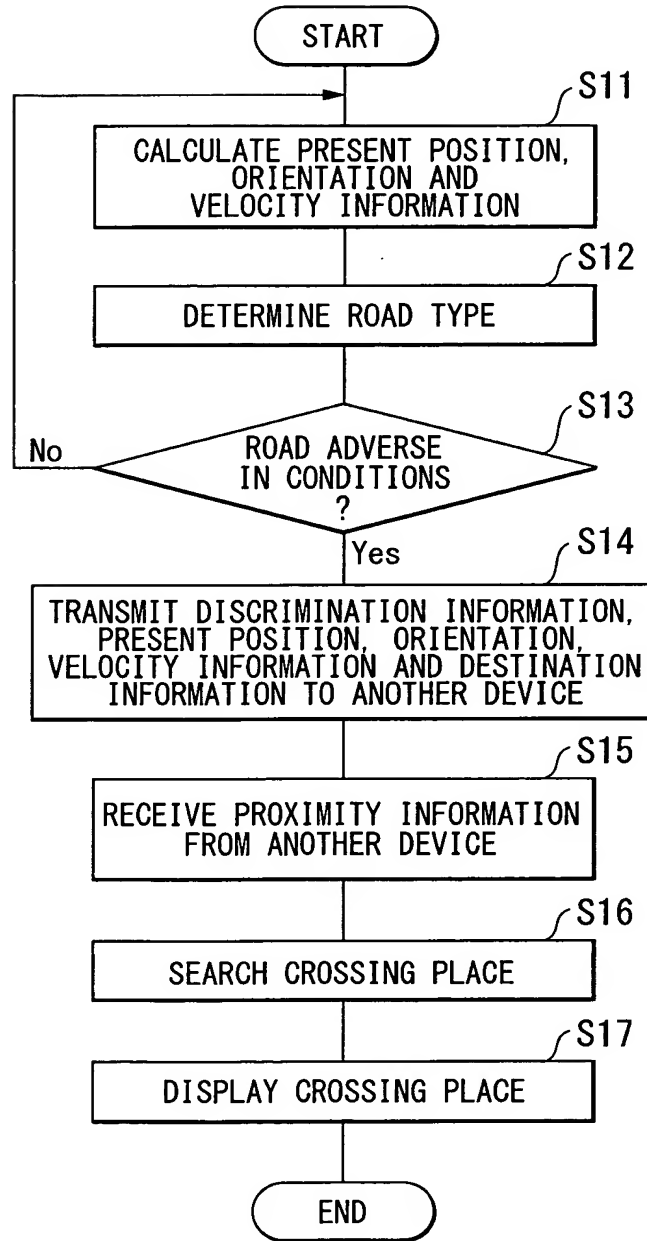 START
S11
CALCULATE PRESENT POSITION,
ORIENTATION AND
VELOCITY INFORMATION
S12
DETERMINE ROAD TYPE
S13
ROAD ADVERSE
IN CONDITIONS
?
No
Yes
S14
TRANSMIT DISCRIMINATION INFORMATION,
PRESENT POSITION, ORIENTATION,
VELOCITY INFORMATION AND DESTINATION
INFORMATION TO ANOTHER DEVICE
S15
RECEIVE PROXIMITY INFORMATION
FROM ANOTHER DEVICE
S16
SEARCH CROSSING PLACE
S17
DISPLAY CROSSING PLACE
END